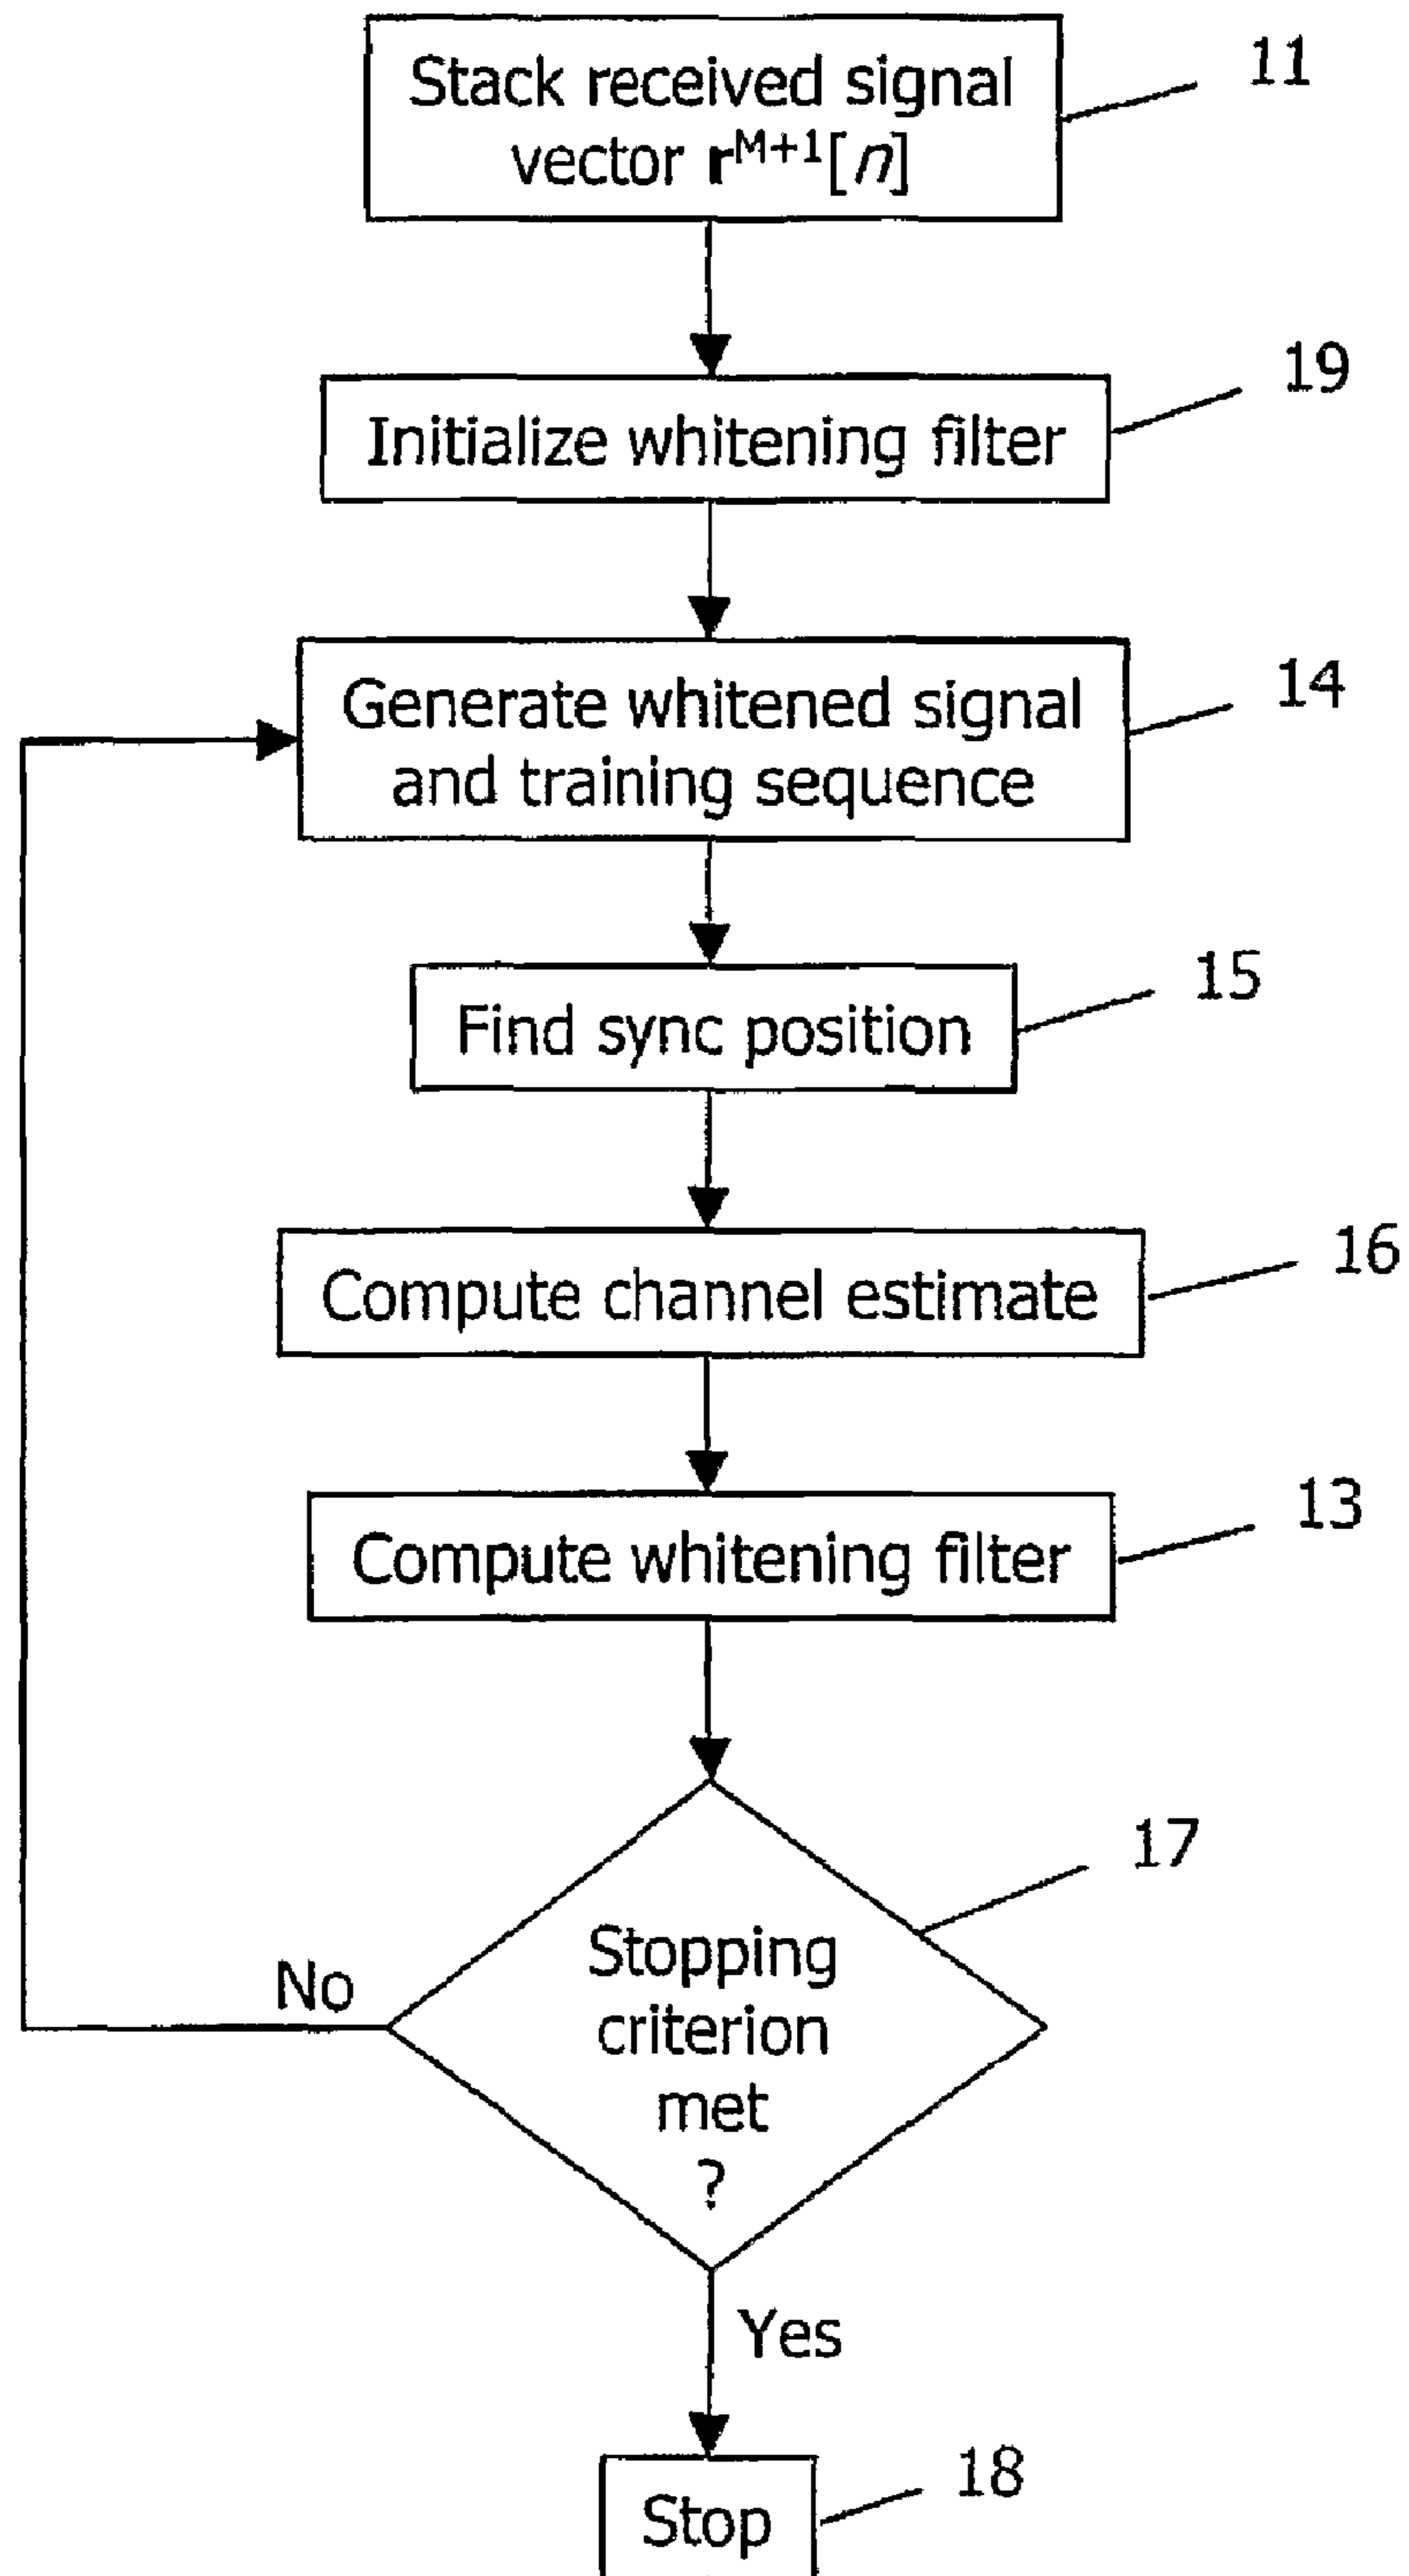 Stack received signal
vector r^M+1[n]
11
Initialize whitening filter
19
Generate whitened signal
and training sequence
14
Find sync position
15
Compute channel estimate
16
Compute whitening filter
13
Stopping
criterion
met
?
17
No
Yes
Stop
18